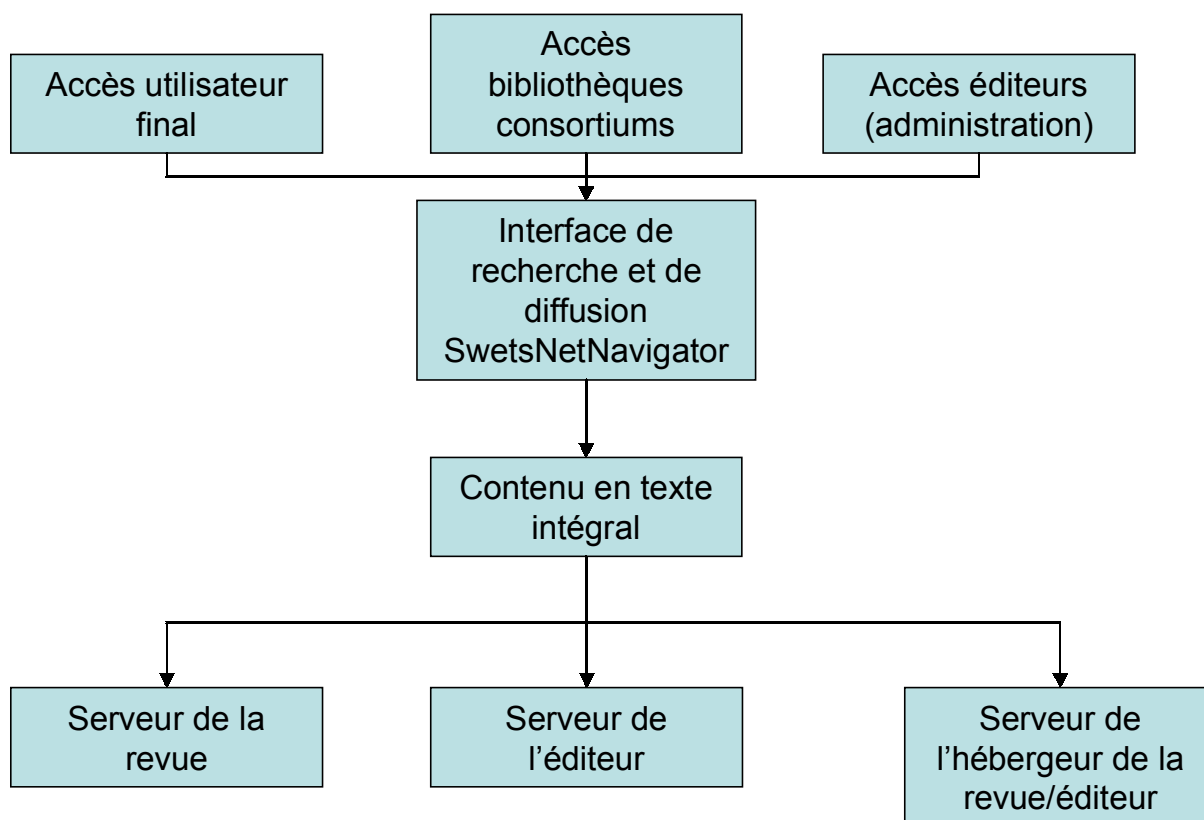 Accès utilisateur
final
Accès
bibliothèques
consortiums
Accès éditeurs
(administration)
Interface de
recherche et de
diffusion
SwetsNetNavigator
Contenu en texte
intégral
Serveur de la
revue
Serveur de
l’éditeur
Serveur de
l’hébergeur de la
revue/éditeur